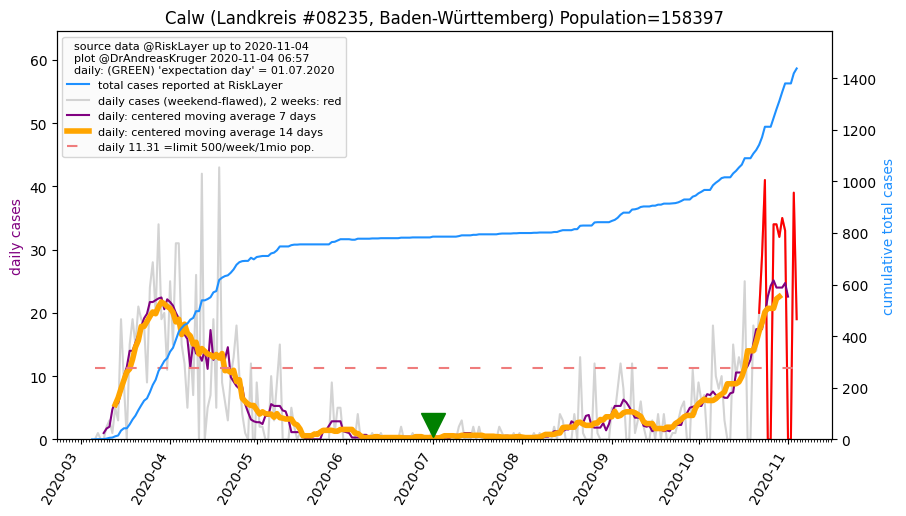 Calw (Landkreis #08235, Baden-Württemberg) Population=158397
source data @RiskLayer up to 2020-11-04
plot @DrAndreasKruger 2020-11-04 06:57
daily: (GREEN) 'expectation day' = 01.07.2020
total cases reported at RiskLayer
daily cases (weekend-flawed), 2 weeks: red
daily: centered moving average 7 days
daily: centered moving average 14 days
daily 11.31 =limit 500/week/1mio pop.
daily cases
60
50
40
30
20
10
0
cumulative total cases
1400
1200
1000
800
600
400
200
0
2020-03
2020-04
2020-05
2020-06
2020-07
2020-08
2020-09
2020-10
2020-11